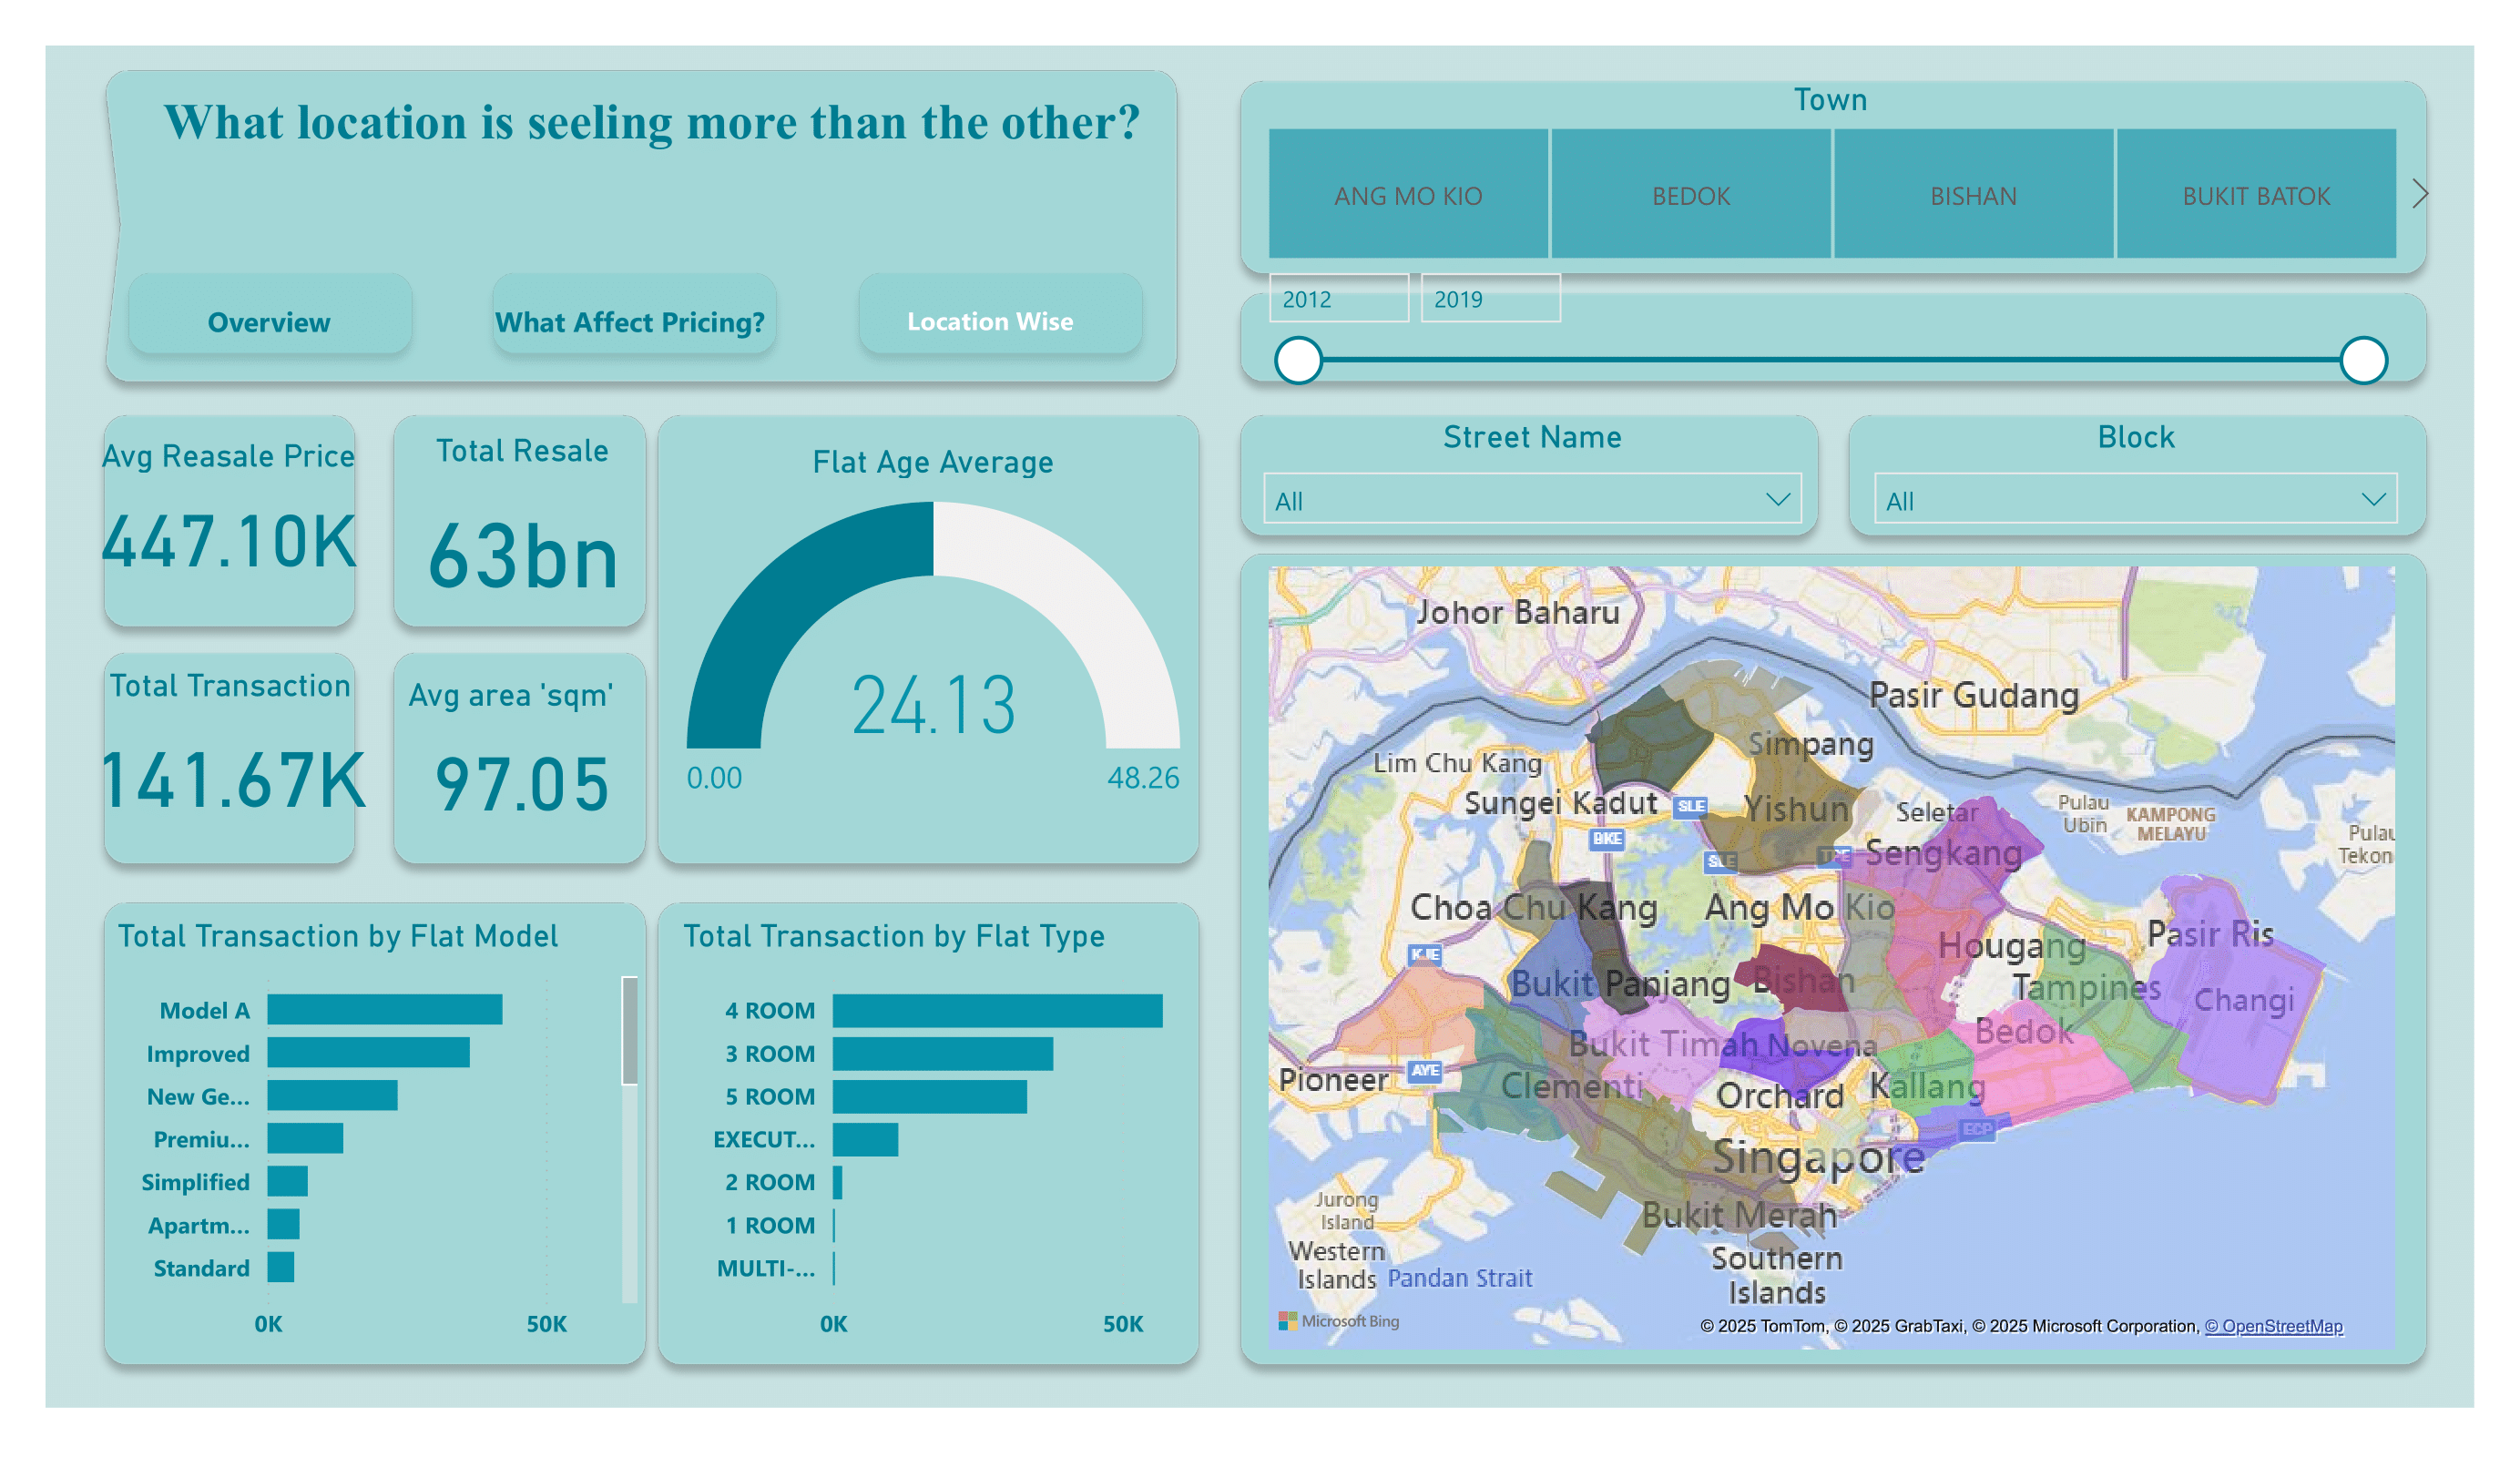 What location is seeling more than the other?
Overview
What Affect Pricing?
Location Wise
Town
ANG MO KIO
BEDOK
BISHAN
BUKIT BATOK
2012
2019
Street Name
All
Block
All
Avg Reasale Price
447.10K
Total Resale
63bn
Total Transaction
141.67K
Avg area 'sqm'
97.05
Flat Age Average
24.13
0.00
48.26
Total Transaction by Flat Model
Model A
Improved
New Ge...
Premiu...
Simplified
Apartm...
Standard
0K
50K
Total Transaction by Flat Type
4 ROOM
3 ROOM
5 ROOM
EXECUT...
2 ROOM
1 ROOM
MULTI-...
0K
50K
Johor Baharu
Pasir Gudang
Simpang
Lim Chu Kang
Sungei Kadut
SLE
Yishun
Seletar
Pulau
Ubin
KAMPONG
MELAYU
Pulau
Tekon
BKE
SLE
TPE
Sengkang
Choa Chu Kang
Ang Mo Kio
KJE
Hougang
Pasir Ris
Bukit Panjang
Bishan
Tampines
Changi
Bukit Timah
Novena
Bedok
Pioneer
AYE
Clementi
Orchard
Kallang
ECP
Singapore
Jurong
Island
Bukit Merah
Western
Islands
Pandan Strait
Southern
Islands
Microsoft Bing
© 2025 TomTom, © 2025 GrabTaxi, © 2025 Microsoft Corporation, © OpenStreetMap